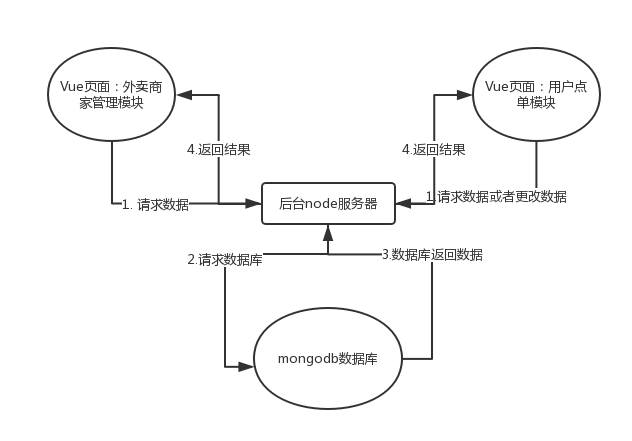 Vue页面：外卖商
家管理模块
Vue页面：用户点
单模块
4.返回结果
4.返回结果
1. 请求数据
后台node服务器
1.请求数据或者更改数据
2.请求数据库
3.数据库返回数据
mongodb数据库